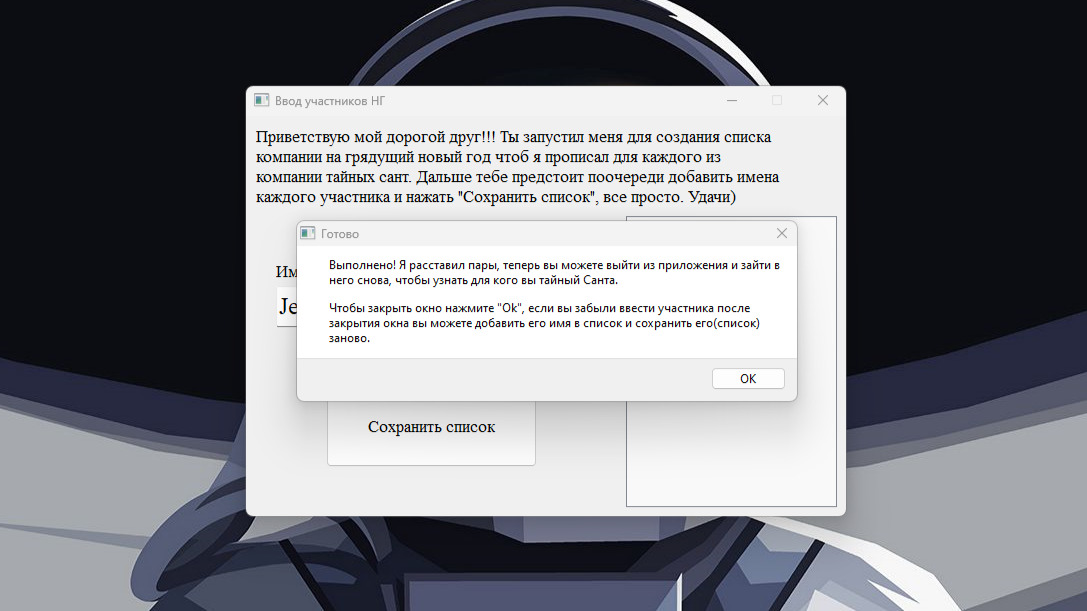 Ввод участников НГ
Приветствую мой дорогой друг!!! Ты запустил меня для создания списка
компании на грядущий новый год чтоб я прописал для каждого из
компании тайных сант. Дальше тебе предстоит поочереди добавить имена
каждого участника и нажать "Сохранить список", все просто. Удачи)
Готово
Выполнено! Я расставил пары, теперь вы можете выйти из приложения и зайти в
него снова, чтобы узнать для кого вы тайный Санта.
Чтобы закрыть окно нажмите "Ok", если вы забыли ввести участника после
закрытия окна вы можете добавить его имя в список и сохранить его(список)
заново.
OK
Сохранить список